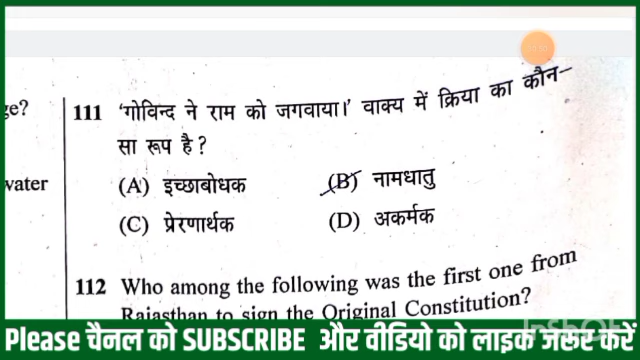 ge?
111 'गोविन्द ने राम को जगवाया।' वाक्य में क्रिया का कौन-
सा रूप है?
vater
(A) इच्छाबोधक (B) नामधातु
(C) प्रेरणार्थक (D) अकर्मक
112 Who among the following was the first one from
Rajasthan to sign the Original Constitution?
Please चैनल को SUBSCRIBE और वीडियो को लाइक जरूर करें